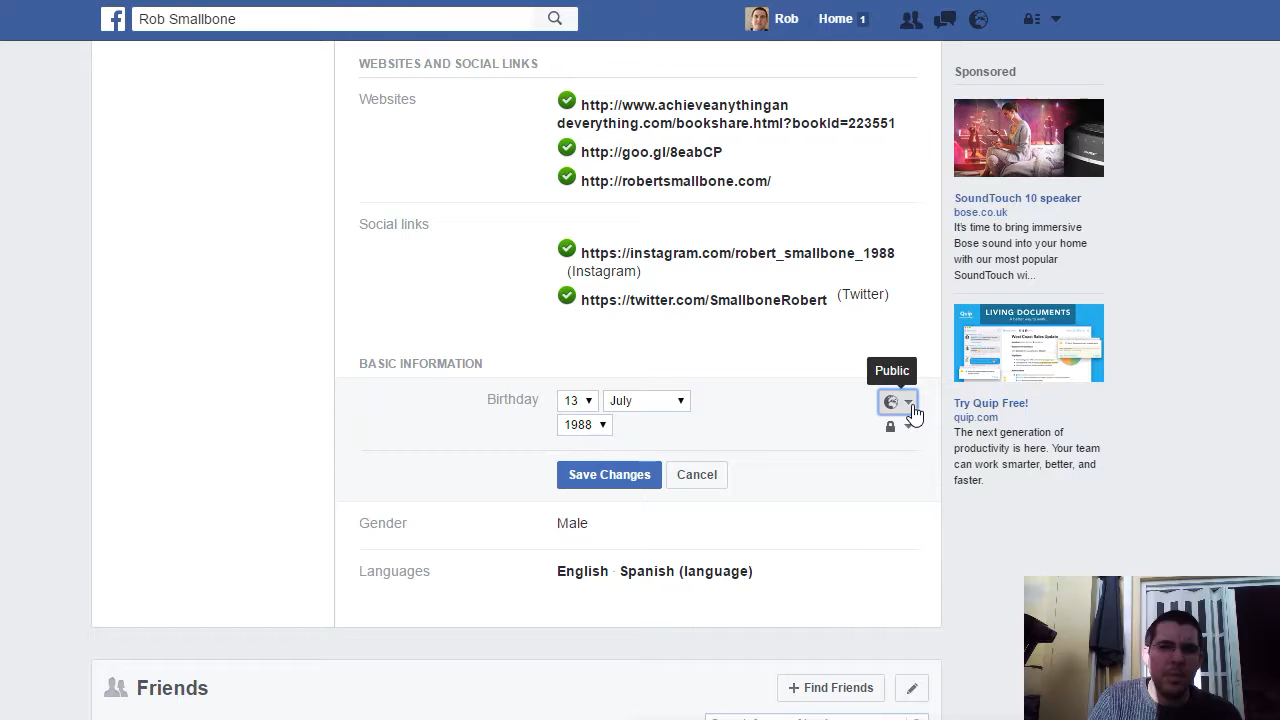 f
Rob Smallbone
Rob
Home 1
WEBSITES AND SOCIAL LINKS
Websites
http://www.achieveanythingan
deverything.com/bookshare.html?bookId=223551
http://goo.gl/8eabCP
http://robertsmallbone.com/
Social links
https://instagram.com/robert_smallbone_1988
(Instagram)
https://twitter.com/SmallboneRobert (Twitter)
BASIC INFORMATION
Public
Birthday
13
July
1988
Save Changes
Cancel
Gender
Male
Languages
English · Spanish (language)
Friends
+ Find Friends
Sponsored
SoundTouch 10 speaker
bose.co.uk
It's time to bring immersive
Bose sound into your home
with our most popular
SoundTouch wi...
Quip
LIVING DOCUMENTS
Try Quip Free!
quip.com
The next generation of
productivity is here. Your team
can work smarter, better, and
faster.